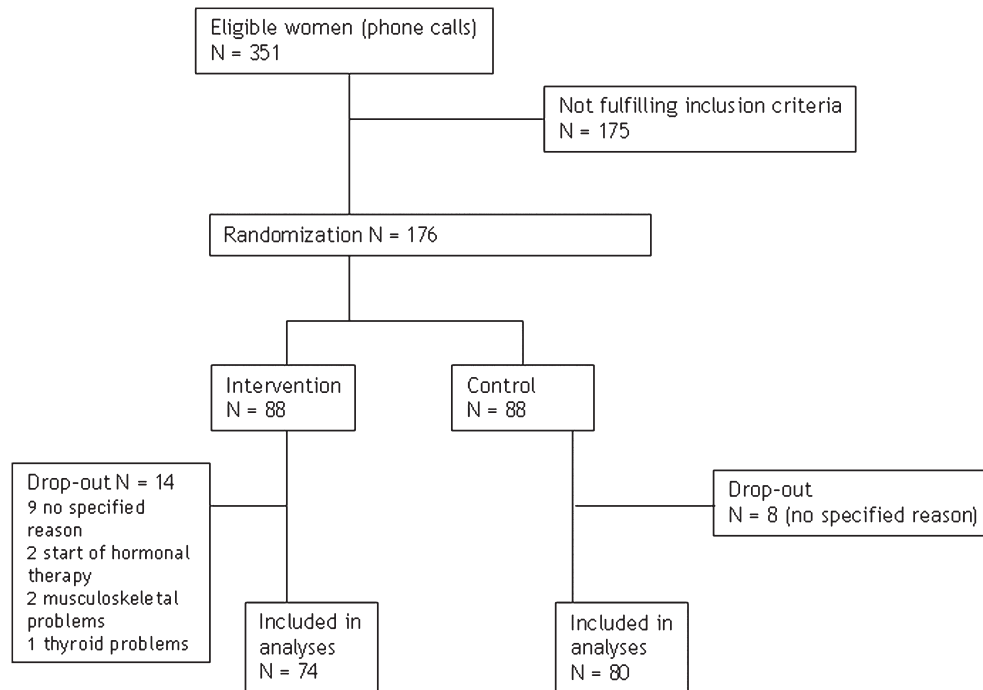 Eligible women (phone calls)
N = 351
Not fulfilling inclusion criteria
N = 175
Randomization N = 176
Intervention
N = 88
Control
N = 88
Drop-out N = 14
9 no specified
reason
2 start of hormonal
therapy
2 musculoskeletal
problems
1 thyroid problems
Drop-out
N = 8 (no specified reason)
Included in
analyses
N = 74
Included in
analyses
N = 80